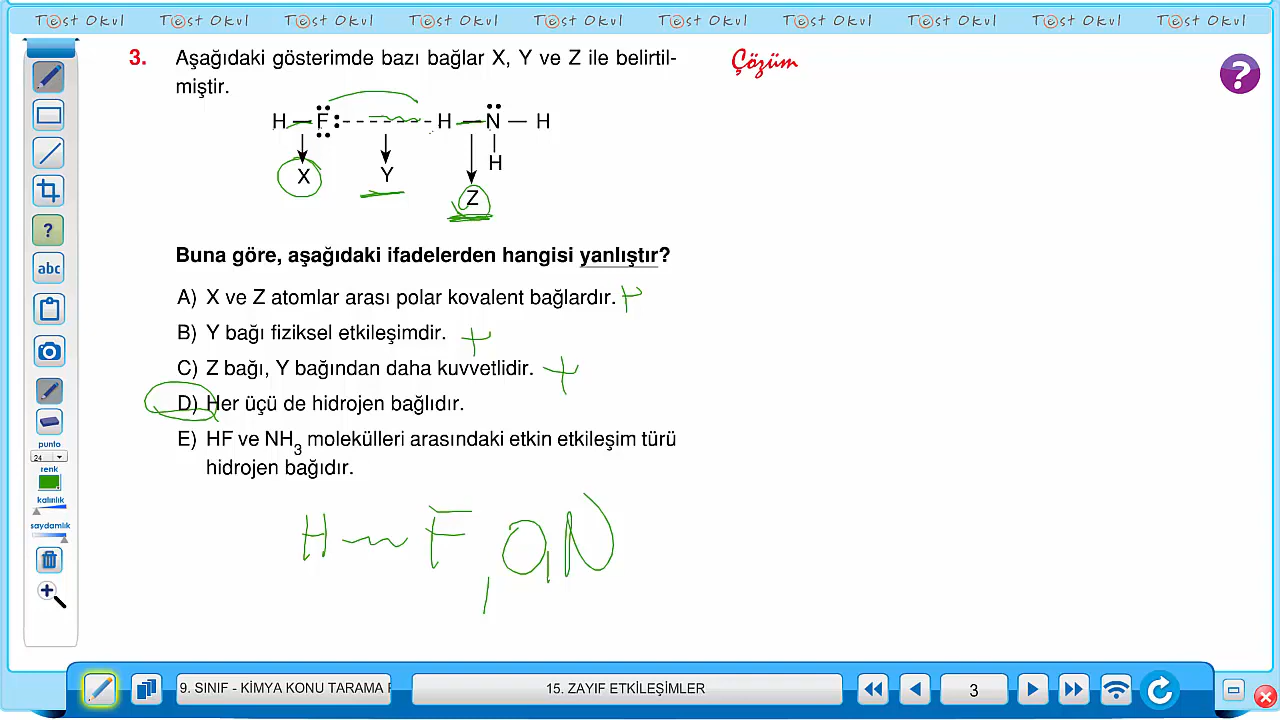 Test Okul Test Okul Test Okul Test Okul Test Okul Test Okul Test Okul Test Okul Test Okul Test Okul
3. Aşağıdaki gösterimde bazı bağlar X, Y ve Z ile belirtil-
miştir.
Çözüm
?
H — F - - - - - - - - H — N — H
H
X
Y
Z
Buna göre, aşağıdaki ifadelerden hangisi yanlıştır?
A) X ve Z atomlar arası polar kovalent bağlardır. +
B) Y bağı fiziksel etkileşimdir. +
C) Z bağı, Y bağından daha kuvvetlidir. +
D) Her üçü de hidrojen bağlıdır.
E) HF ve NH3 molekülleri arasındaki etkin etkileşim türü
hidrojen bağıdır.
H ~ F, O, N
?
abc
punto
24
renk
kalınlık
saydamlık
9. SINIF - KİMYA KONU TARAMA
15. ZAYIF ETKİLEŞİMLER
3